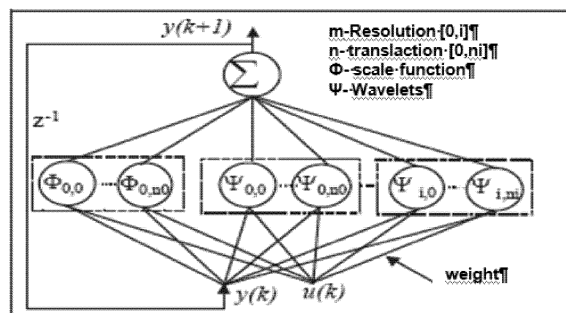 y(k+1)
m-Resolution·[0,i]¶
n-translaction·[0,ni]¶
Φ-·scale·function¶
Ψ-·Wavelets¶
Σ
z⁻¹
Φ0,0 ... Φ0,n0 Ψ0,0 ... Ψ0,n0 Ψi,0 ... Ψi,ni
weight¶
y(k) u(k)